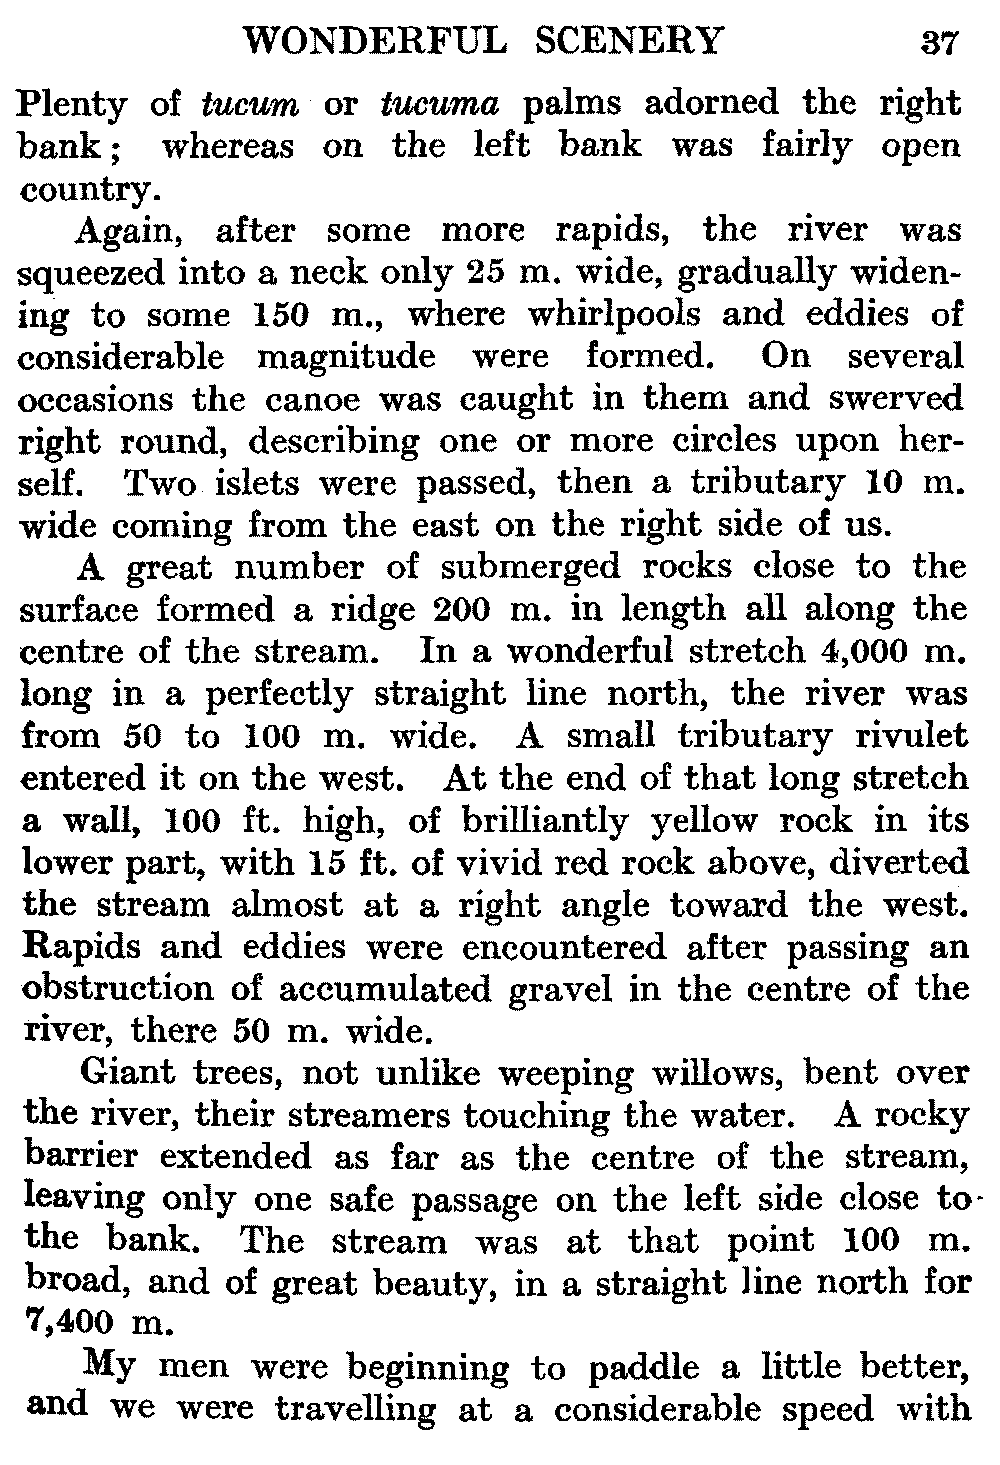 WONDERFUL SCENERY 37
Plenty of tucum or tucuma palms adorned the right
bank; whereas on the left bank was fairly open
country.
Again, after some more rapids, the river was
squeezed into a neck only 25 m. wide, gradually widen-
ing to some 150 m., where whirlpools and eddies of
considerable magnitude were formed. On several
occasions the canoe was caught in them and swerved
right round, describing one or more circles upon her-
self. Two islets were passed, then a tributary 10 m.
wide coming from the east on the right side of us.
A great number of submerged rocks close to the
surface formed a ridge 200 m. in length all along the
centre of the stream. In a wonderful stretch 4,000 m.
long in a perfectly straight line north, the river was
from 50 to 100 m. wide. A small tributary rivulet
entered it on the west. At the end of that long stretch
a wall, 100 ft. high, of brilliantly yellow rock in its
lower part, with 15 ft. of vivid red rock above, diverted
the stream almost at a right angle toward the west.
Rapids and eddies were encountered after passing an
obstruction of accumulated gravel in the centre of the
river, there 50 m. wide.
Giant trees, not unlike weeping willows, bent over
the river, their streamers touching the water. A rocky
barrier extended as far as the centre of the stream,
leaving only one safe passage on the left side close to
the bank. The stream was at that point 100 m.
broad, and of great beauty, in a straight line north for
7,400 m.
My men were beginning to paddle a little better,
and we were travelling at a considerable speed with